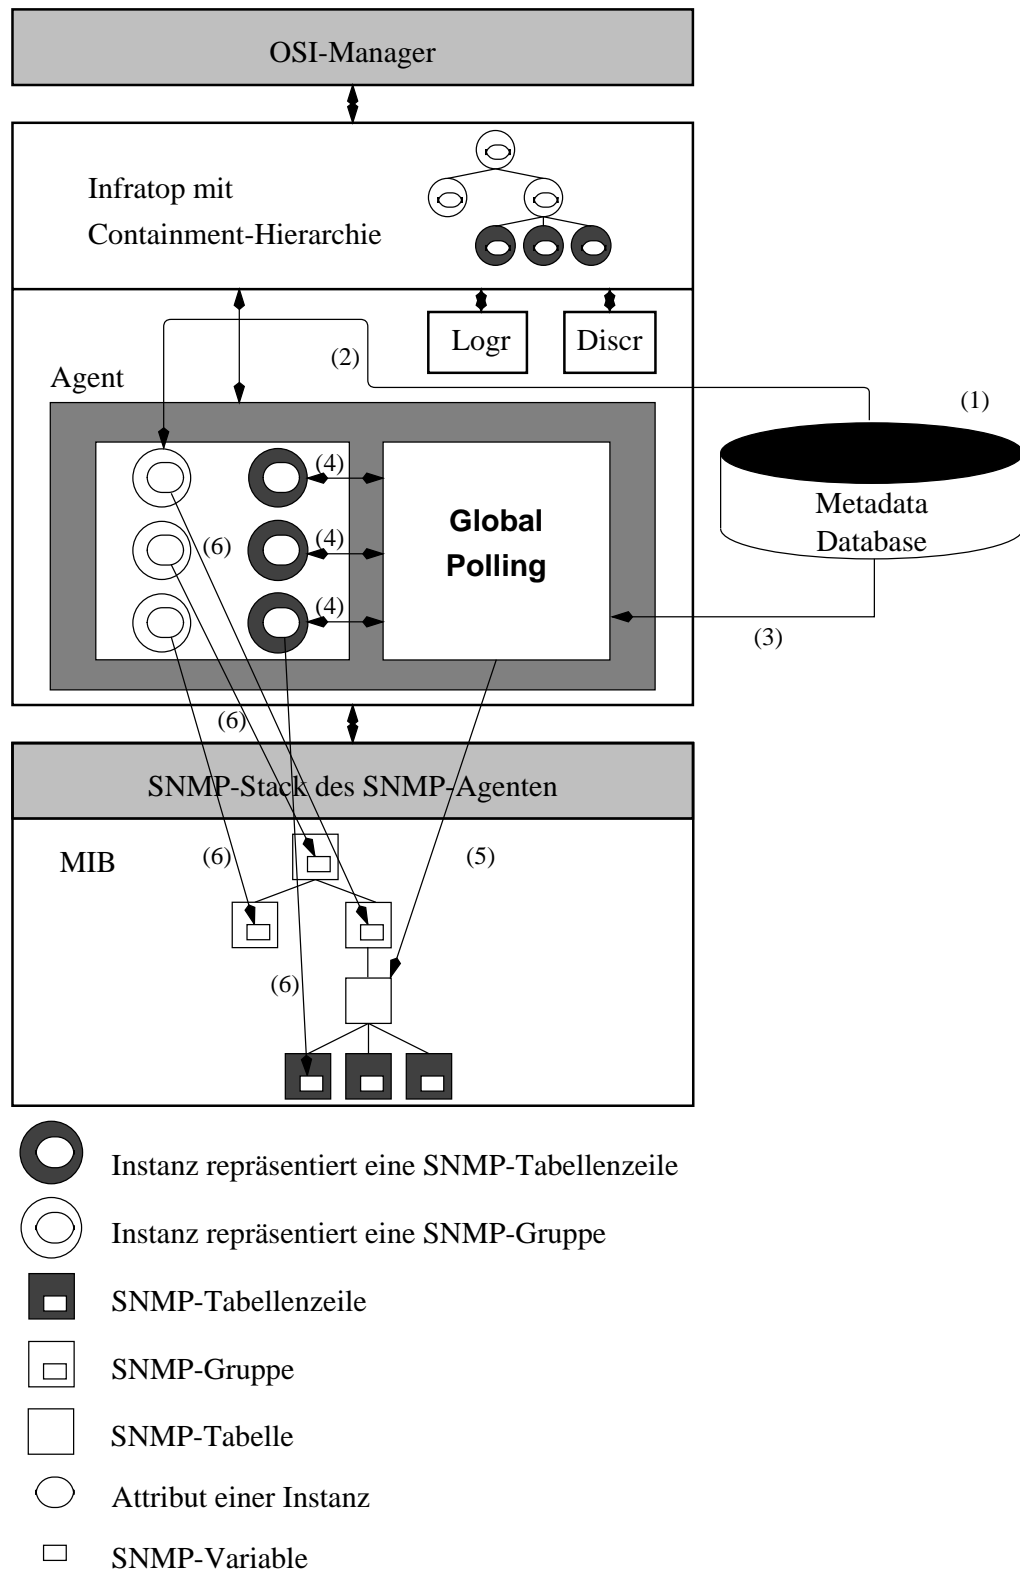 OSI-Manager
Infratop mit
Containment-Hierarchie
Logr
Discr
(2)
Agent
(1)
(4)
Global
Polling
Metadata
Database
(6)
(4)
(4)
(3)
(6)
SNMP-Stack des SNMP-Agenten
MIB
(6)
(5)
(6)
Instanz repräsentiert eine SNMP-Tabellenzeile
Instanz repräsentiert eine SNMP-Gruppe
SNMP-Tabellenzeile
SNMP-Gruppe
SNMP-Tabelle
Attribut einer Instanz
SNMP-Variable